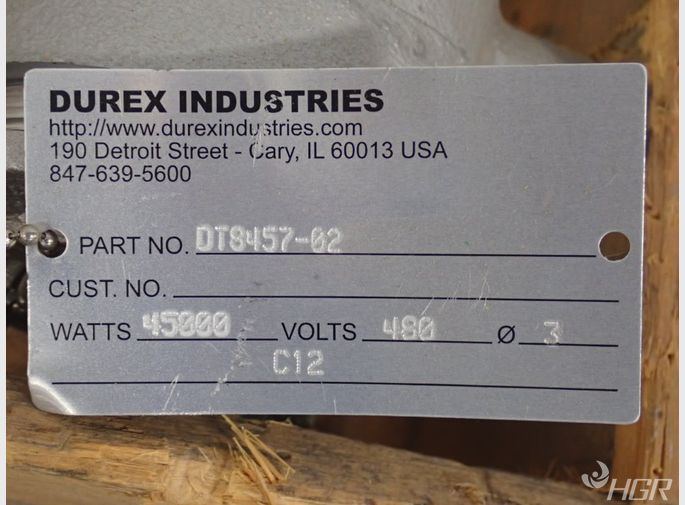 DUREX INDUSTRIES
http://www.durexindustries.com
190 Detroit Street - Cary, IL 60013 USA
847-639-5600
PART NO. DT8457-02
CUST. NO.
WATTS 45000 VOLTS 480 Ø 3
C12
HGR